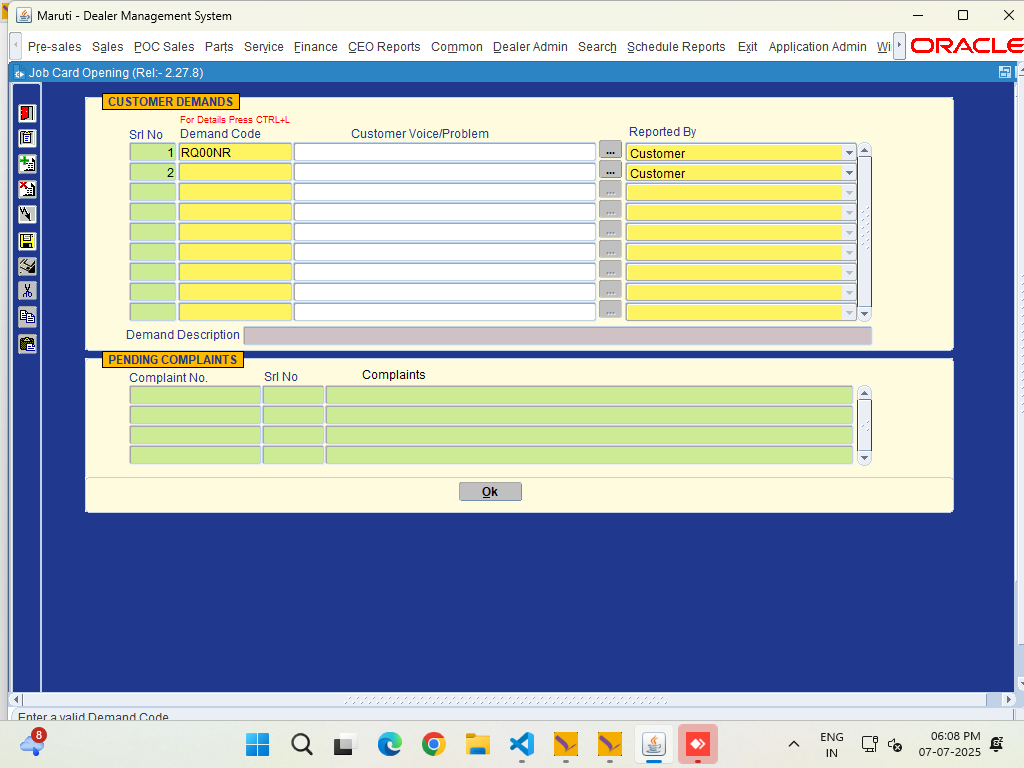 Maruti - Dealer Management System
Pre-sales Sales POC Sales Parts Service Finance CEO Reports Common Dealer Admin Search Schedule Reports Exit Application Admin Wi
ORACLE
Job Card Opening (Rel:- 2.27.8)
CUSTOMER DEMANDS
For Details Press CTRL+L
Srl No Demand Code Customer Voice/Problem Reported By
1 RQ00NR ... Customer
2 ... Customer
...
...
...
...
...
...
...
Demand Description
PENDING COMPLAINTS
Complaint No. Srl No Complaints
Ok
Enter a valid Demand Code
8
ENG
IN
06:08 PM
07-07-2025